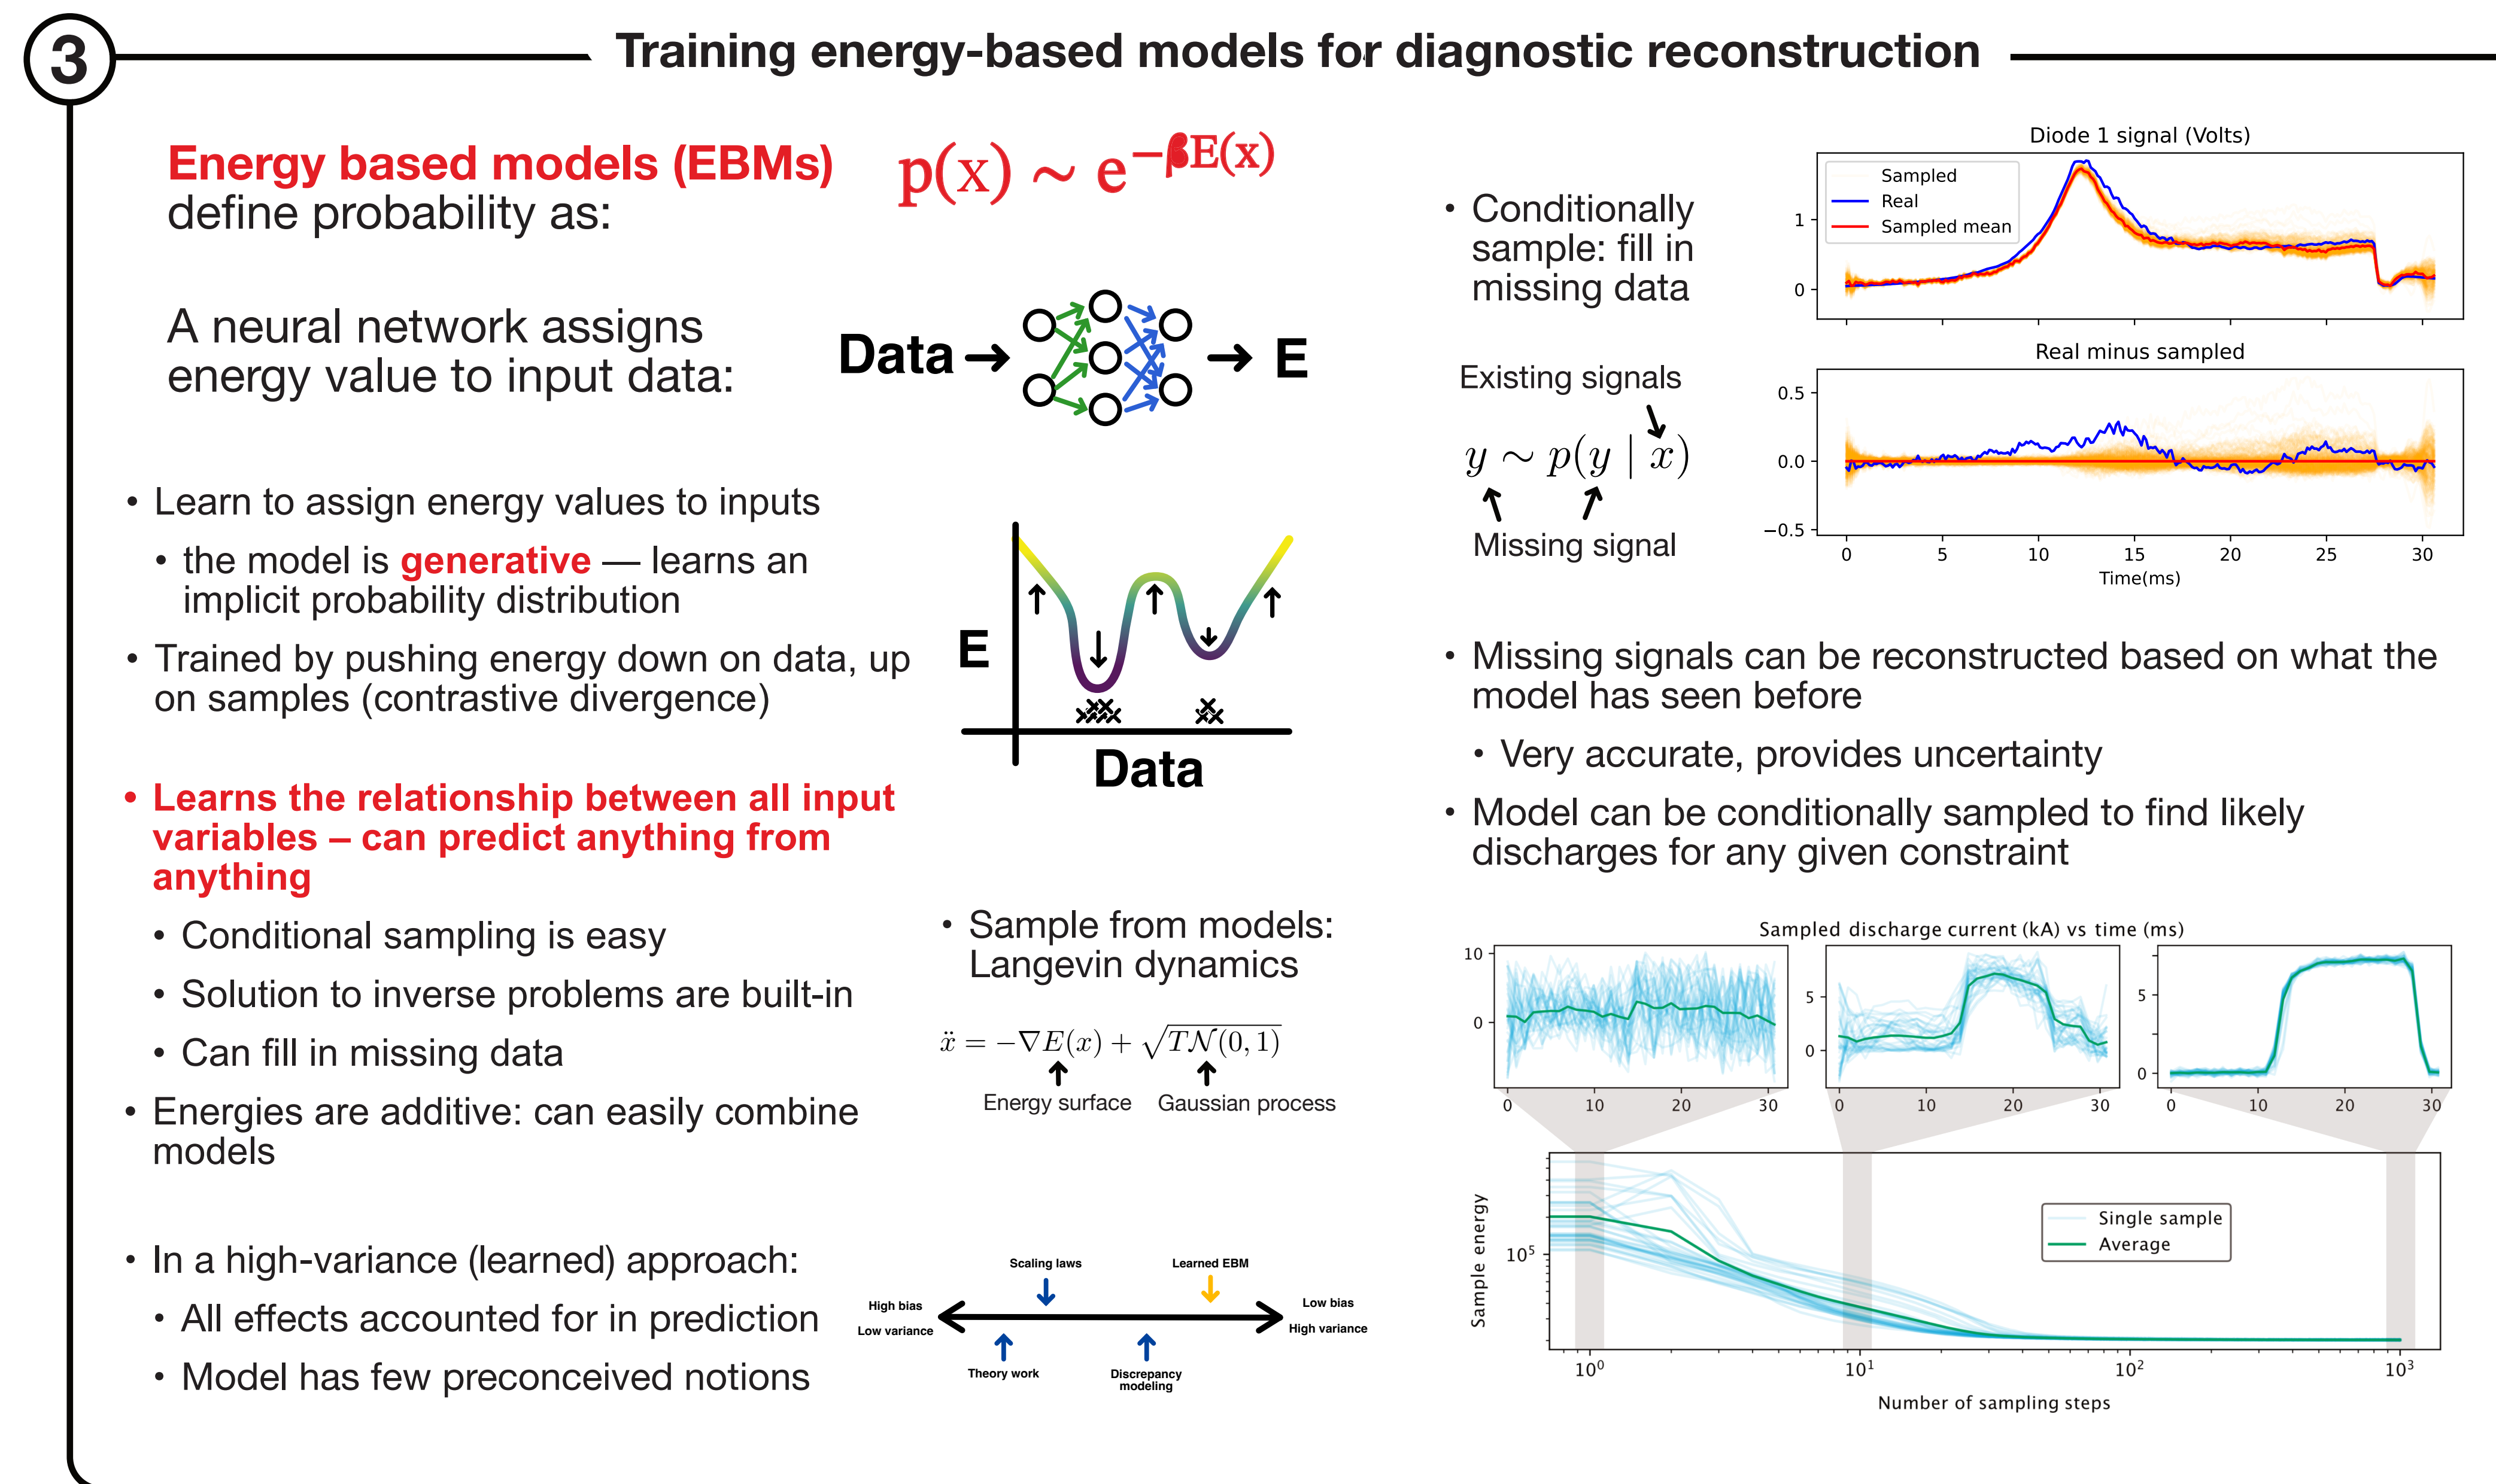 3
Training energy-based models for diagnostic reconstruction
Energy based models (EBMs)
define probability as:
p(x) ~ e^{−βE(x)}
A neural network assigns
energy value to input data:
Data → → E
• Learn to assign energy values to inputs
• the model is generative — learns an
implicit probability distribution
• Trained by pushing energy down on data, up
on samples (contrastive divergence)
E
Data
• Learns the relationship between all input
variables – can predict anything from
anything
• Conditional sampling is easy
• Solution to inverse problems are built-in
• Can fill in missing data
• Energies are additive: can easily combine
models
• Sample from models:
Langevin dynamics
ẍ = −∇E(x) + √(T𝒩(0, 1))
Energy surface Gaussian process
• In a high-variance (learned) approach:
• All effects accounted for in prediction
• Model has few preconceived notions
Scaling laws Learned EBM
High bias
Low variance
Low bias
High variance
Theory work Discrepancy
modeling
• Conditionally
sample: fill in
missing data
Existing signals
y ∼ p(y | x)
Missing signal
Diode 1 signal (Volts)
Sampled
Real
Sampled mean
1
0
Real minus sampled
0.5
0.0
−0.5
0 5 10 15 20 25 30
Time(ms)
• Missing signals can be reconstructed based on what the
model has seen before
• Very accurate, provides uncertainty
• Model can be conditionally sampled to find likely
discharges for any given constraint
Sampled discharge current (kA) vs time (ms)
10
0
0 10 20 30
5
0
0 10 20 30
5
0
0 10 20 30
Sample energy
10^5
Single sample
Average
10^0 10^1 10^2 10^3
Number of sampling steps